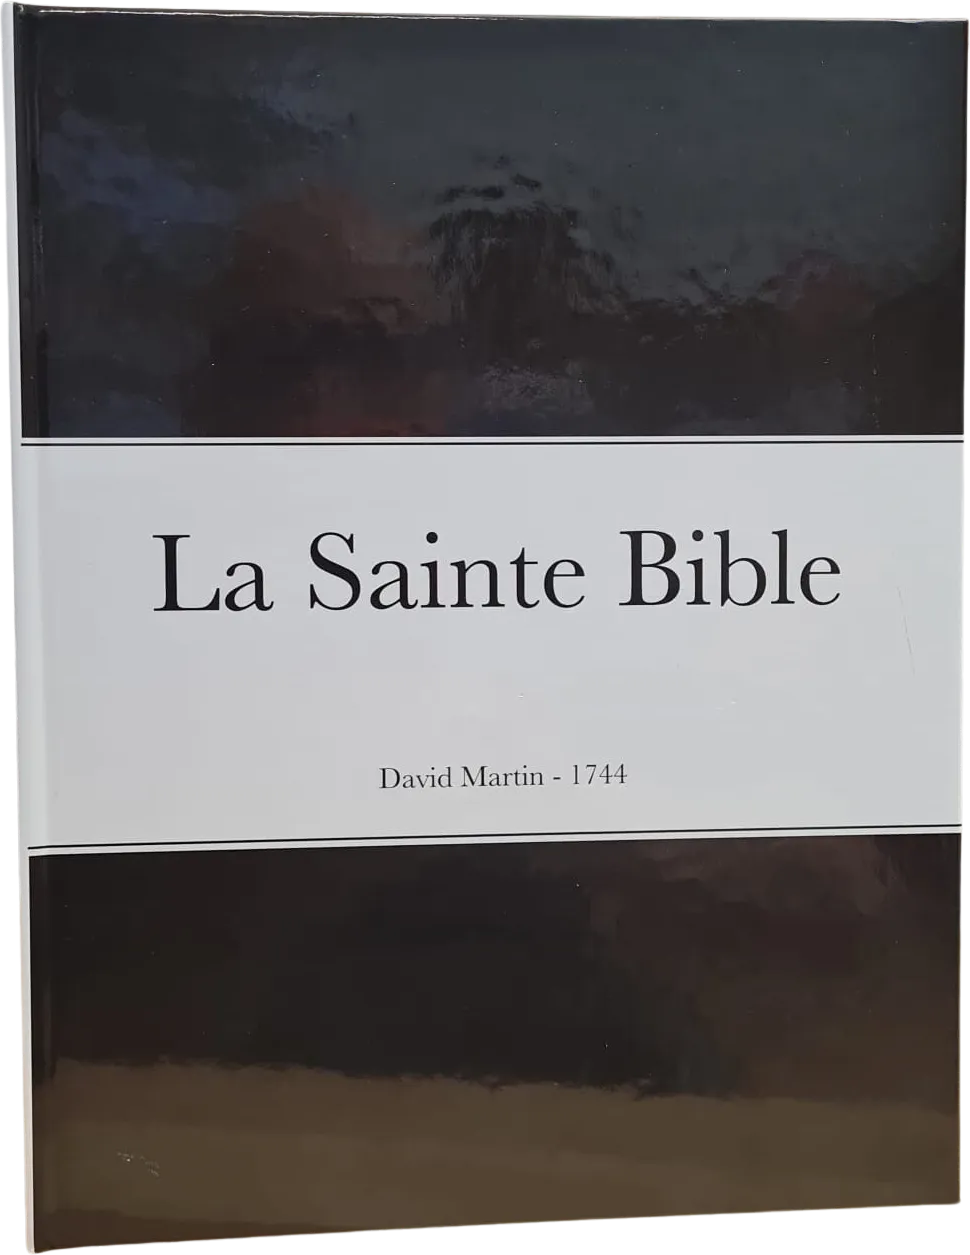 La Sainte Bible
David Martin - 1744